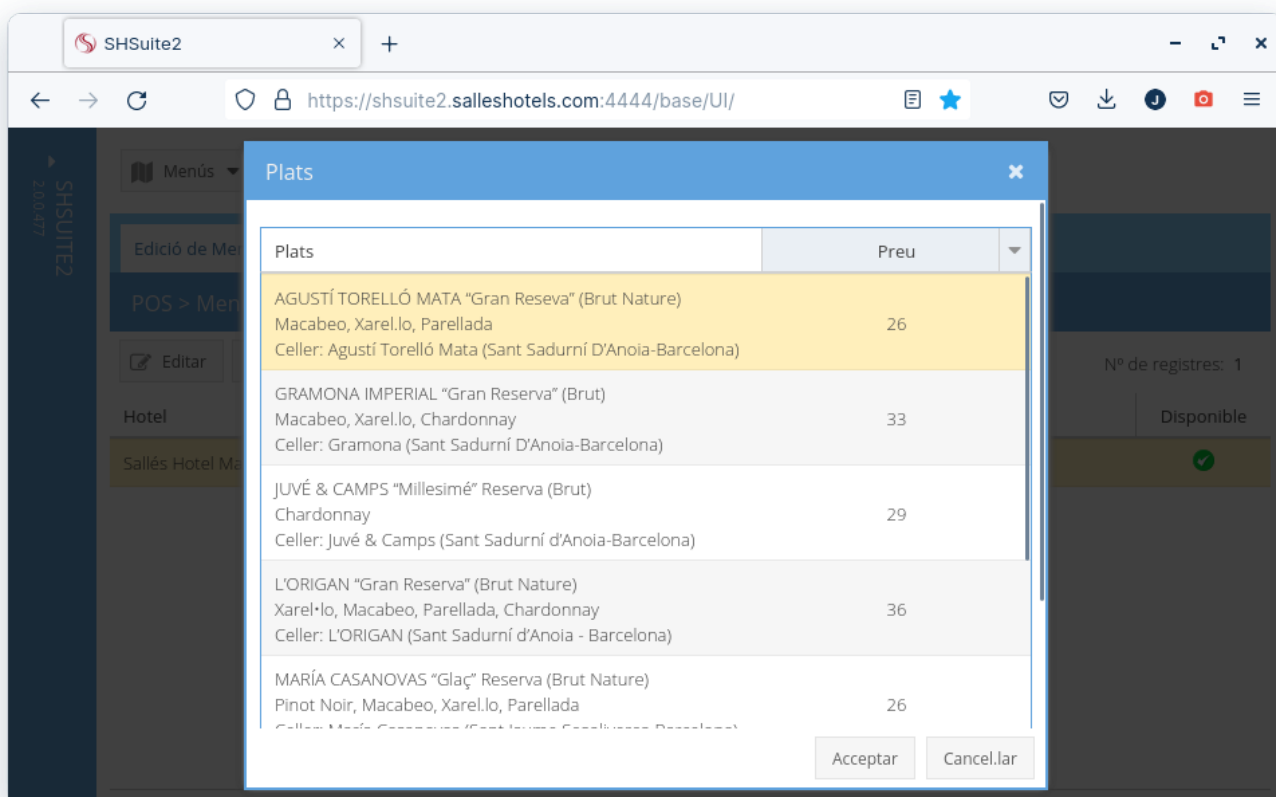 SHSuite2
https://shsuite2.salleshotels.com:4444/base/UI/
J
SHSUITE2
2.0.0.477
Menús
Plats
Edició de Me
POS > Men
Editar
Nº de registres: 1
Hotel
Disponible
Sallés Hotel Ma
Plats
Preu
AGUSTÍ TORELLÓ MATA “Gran Reseva” (Brut Nature)
Macabeo, Xarel.lo, Parellada
26
Celler: Agustí Torelló Mata (Sant Sadurní D’Anoia-Barcelona)
GRAMONA IMPERIAL “Gran Reserva” (Brut)
Macabeo, Xarel.lo, Chardonnay
33
Celler: Gramona (Sant Sadurní D’Anoia-Barcelona)
JUVÉ & CAMPS “Millesimé” Reserva (Brut)
Chardonnay
29
Celler: Juvé & Camps (Sant Sadurní d’Anoia-Barcelona)
L’ORIGAN “Gran Reserva” (Brut Nature)
Xarel•lo, Macabeo, Parellada, Chardonnay
36
Celler: L’ORIGAN (Sant Sadurní d’Anoia - Barcelona)
MARÍA CASANOVAS “Glaç” Reserva (Brut Nature)
Pinot Noir, Macabeo, Xarel.lo, Parellada
26
Acceptar
Cancel.lar